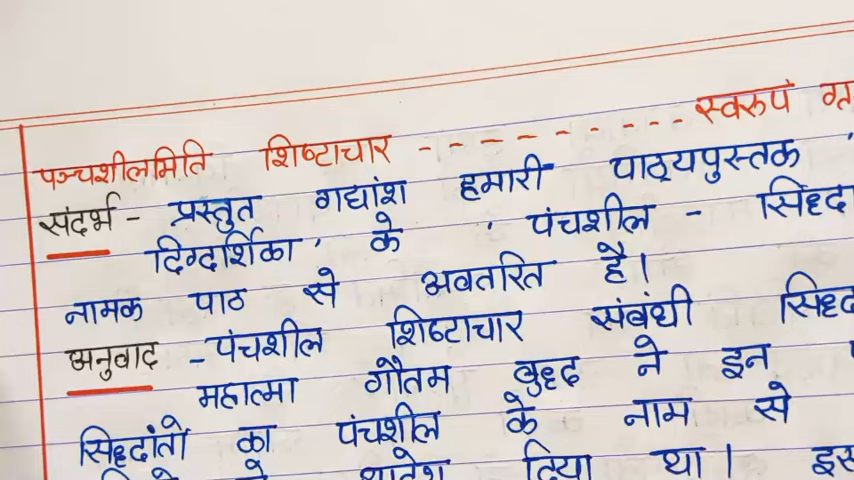 पञ्चशीलमिति शिष्टाचार - - - - - - - - - - स्वरुपं
संदर्भ - प्रस्तुत गद्यांश हमारी पाठ्यपुस्तक '
दिग्दर्शिका ' के ' पंचशील - सिद्दा
नामक पाठ से अवतरित है।
अनुवाद - पंचशील शिष्टाचार संबंधी सिद्द
महात्मा गौतम बुद्द ने इन
सिद्दांतो का पंचशील के नाम से
दिया था। इस